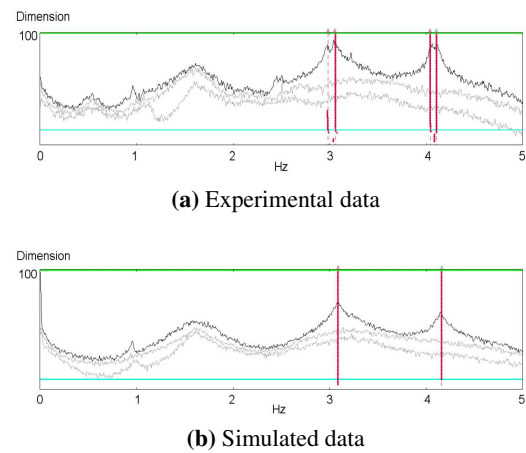 Dimension
100
0 1 2 3 4 5
Hz
(a) Experimental data
Dimension
100
0 1 2 3 4 5
Hz
(b) Simulated data